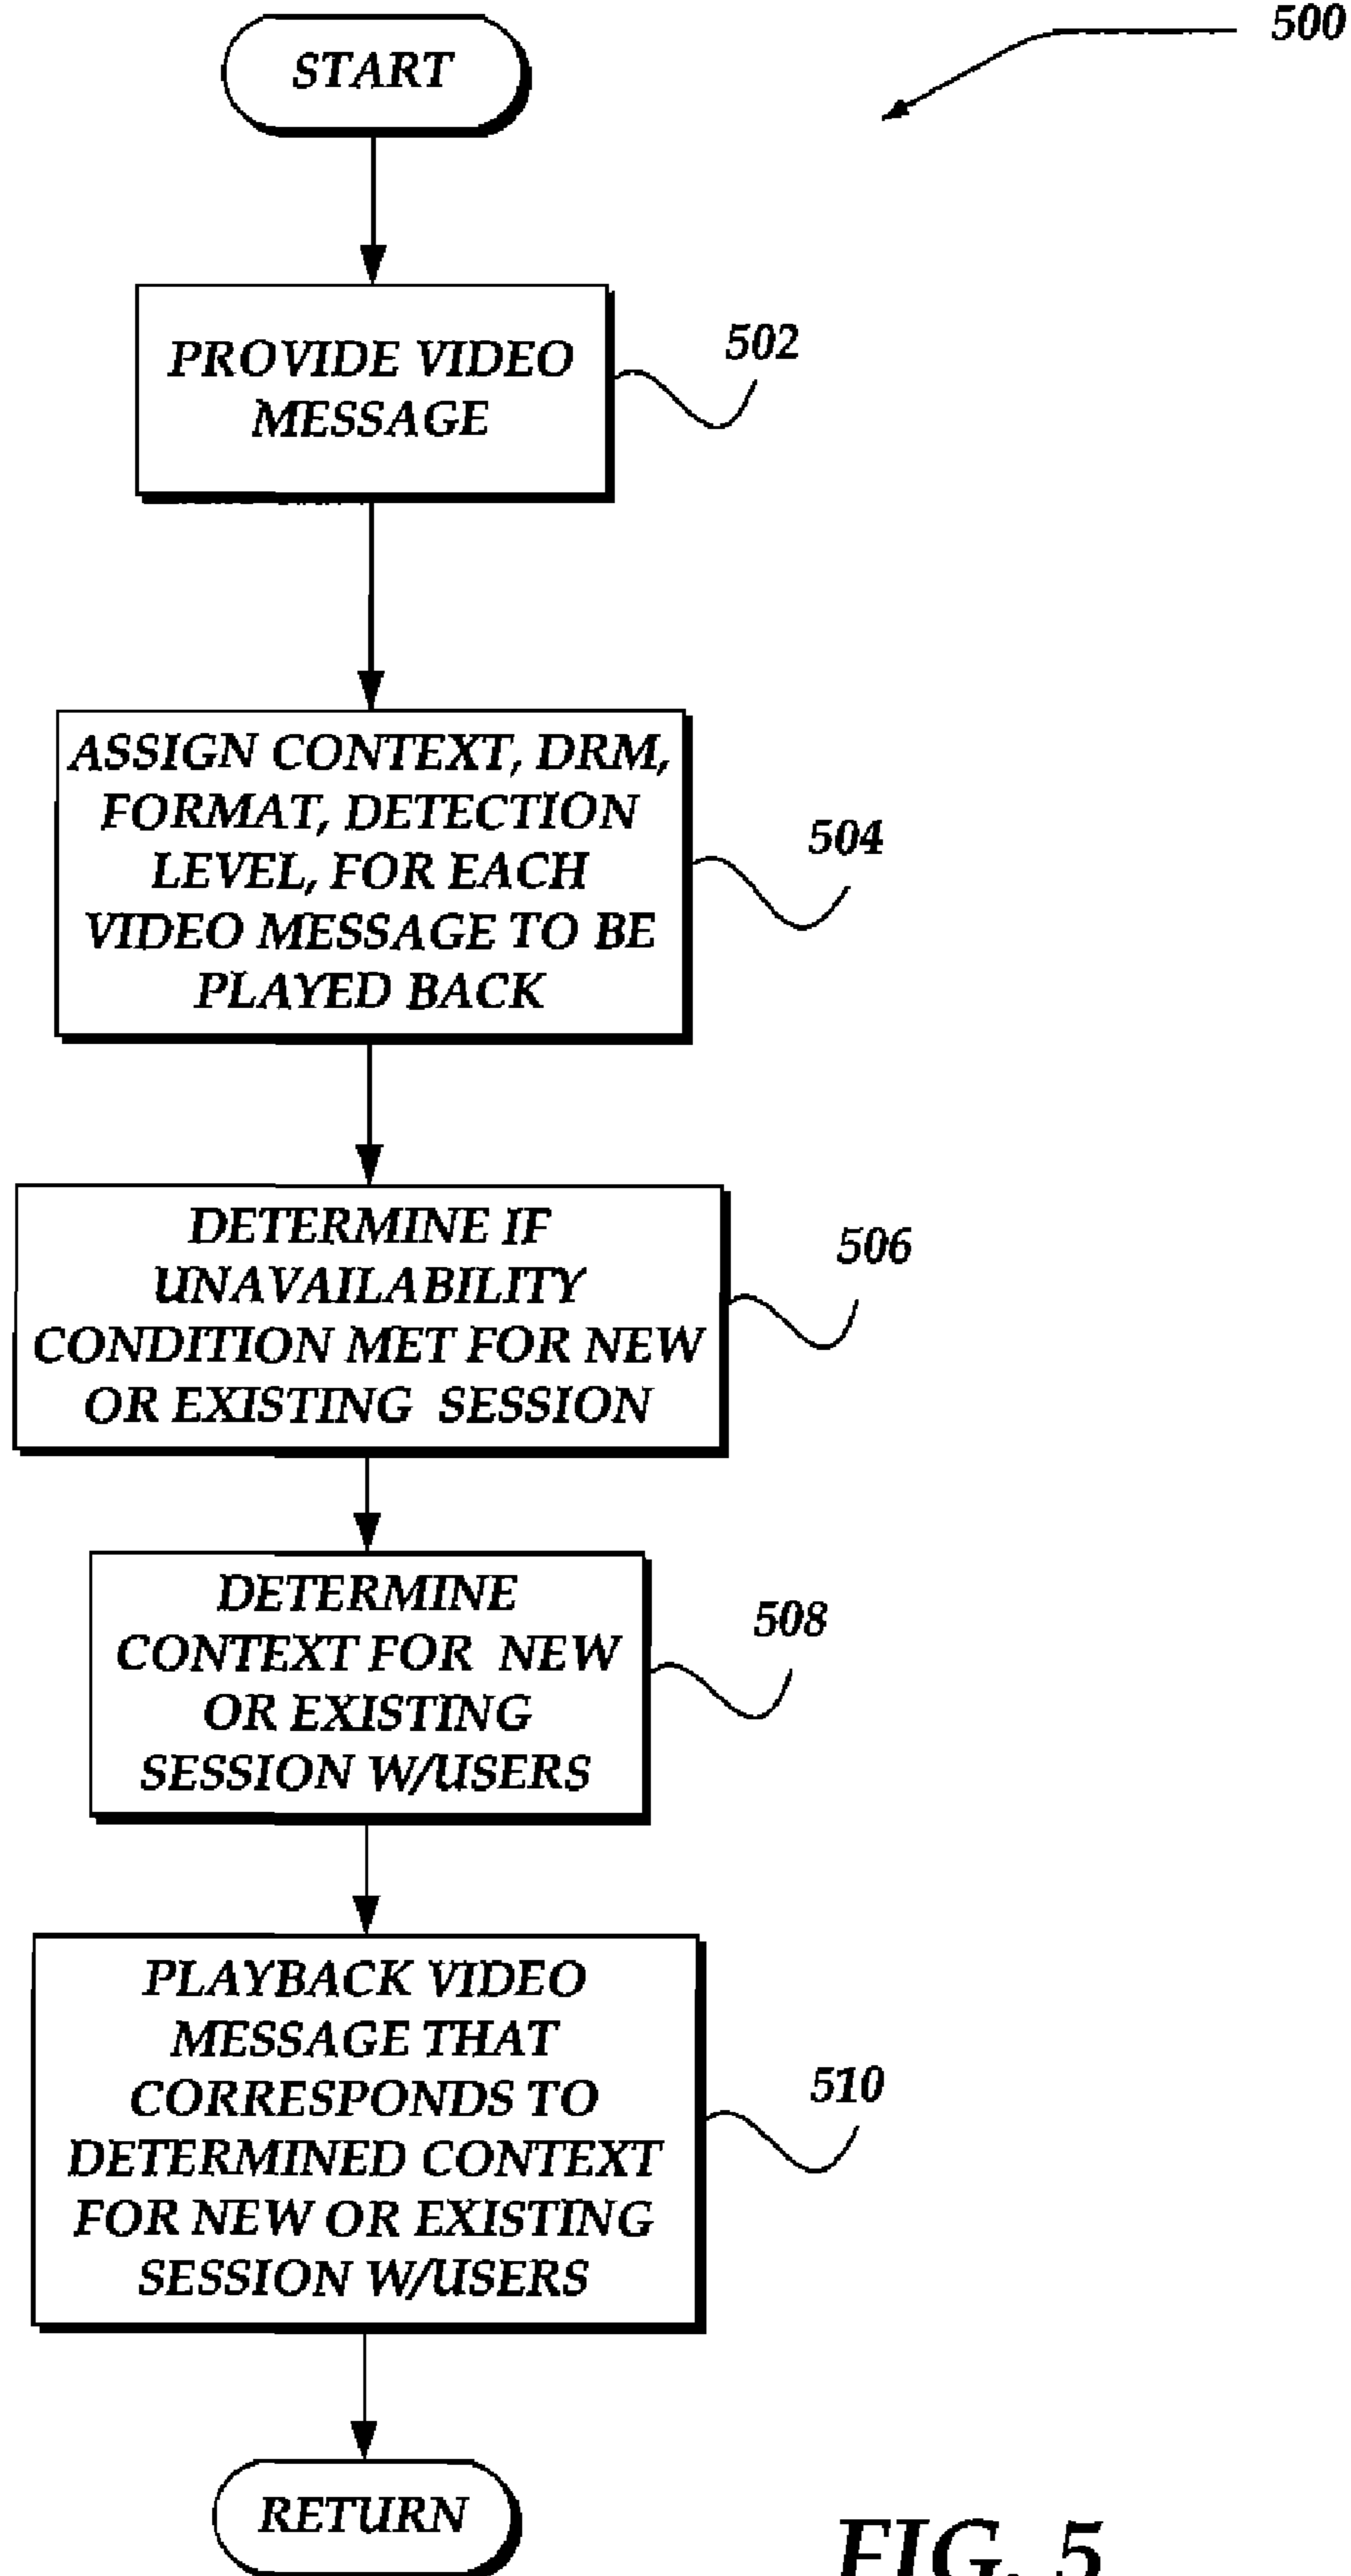 500
START
PROVIDE VIDEO
MESSAGE
502
ASSIGN CONTEXT, DRM,
FORMAT, DETECTION
LEVEL, FOR EACH
VIDEO MESSAGE TO BE
PLAYED BACK
504
DETERMINE IF
UNAVAILABILITY
CONDITION MET FOR NEW
OR EXISTING SESSION
506
DETERMINE
CONTEXT FOR NEW
OR EXISTING
SESSION W/USERS
508
PLAYBACK VIDEO
MESSAGE THAT
CORRESPONDS TO
DETERMINED CONTEXT
FOR NEW OR EXISTING
SESSION W/USERS
510
RETURN
FIG. 5